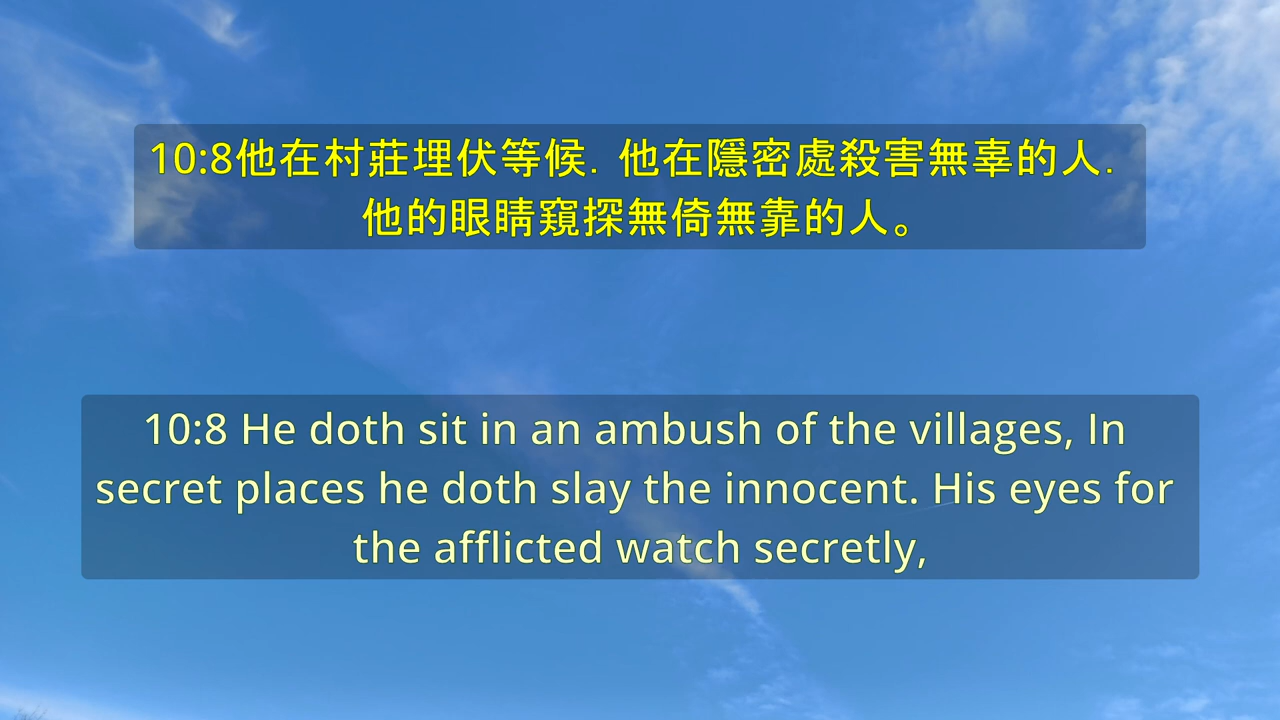 10:8他在村莊埋伏等候．他在隱密處殺害無辜的人．
他的眼睛窺探無倚無靠的人。
10:8 He doth sit in an ambush of the villages, In
secret places he doth slay the innocent. His eyes for
the afflicted watch secretly,